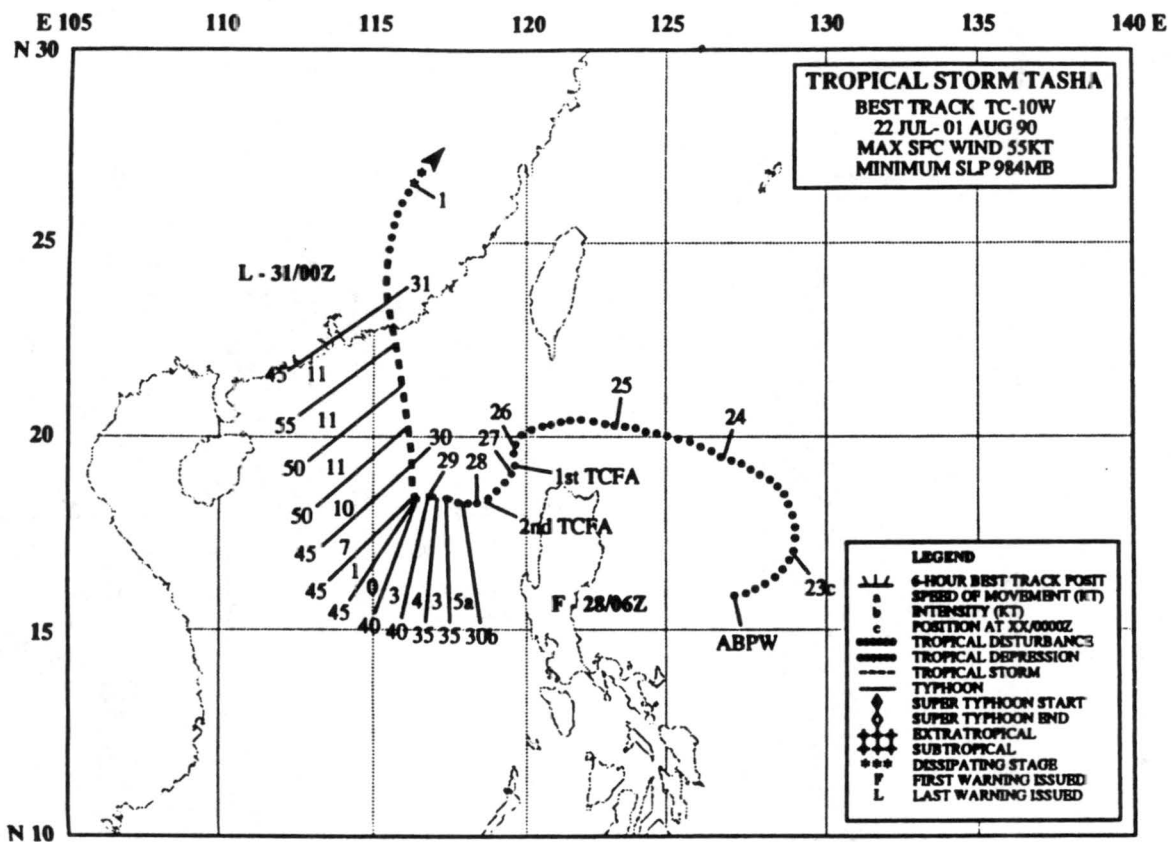 E 105 110 115 120 125 130 140 E
N 30
TROPICAL STORM TASHA
BEST TRACK TC-10W
22 JUL- 01 AUG 90
MAX SFC WIND 55KT
MINIMUM SLP 984MB
1
25
L - 31/00Z
31
45 11
55 11
50 11
50 10
45 7
45 1
45 0
40 3
40 4
35 3
35 5a
30b
20
30
29
28
27
26
25
24
23c
1st TCFA
2nd TCFA
F - 28/06Z
ABPW
15
N 10
LEGEND
6-HOUR BEST TRACK POSIT
a SPEED OF MOVEMENT (KT)
b INTENSITY (KT)
c POSITION AT XX/0000Z
TROPICAL DISTURBANCE
TROPICAL DEPRESSION
TROPICAL STORM
TYPHOON
SUPER TYPHOON START
SUPER TYPHOON END
EXTRATROPICAL
SUBTROPICAL
*** DISSIPATING STAGE
F FIRST WARNING ISSUED
L LAST WARNING ISSUED